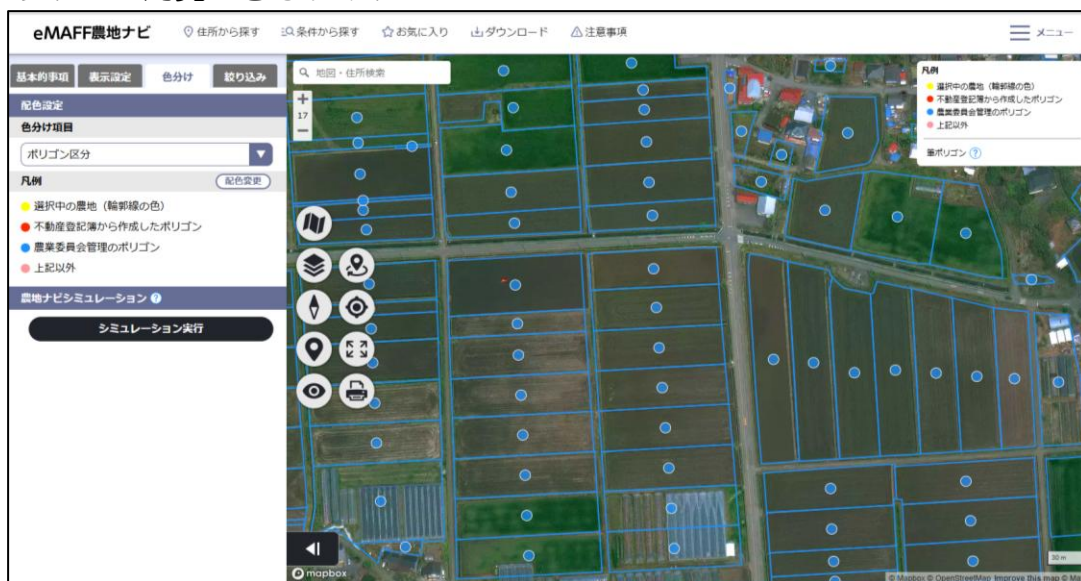 eMAFF農地ナビ
住所から探す
条件から探す
お気に入り
ダウンロード
注意事項
メニュー
基本的事項
表示設定
色分け
絞り込み
配色設定
色分け項目
ポリゴン区分
凡例
配色変更
選択中の農地（輪郭線の色）
不動産登記簿から作成したポリゴン
農業委員会管理のポリゴン
上記以外
農地ナビシミュレーション ?
シミュレーション実行
地図・住所検索
+
17
−
凡例
選択中の農地（輪郭線の色）
不動産登記簿から作成したポリゴン
農業委員会管理のポリゴン
上記以外
筆ポリゴン ?
30 m
mapbox
© Mapbox © OpenStreetMap Improve this map